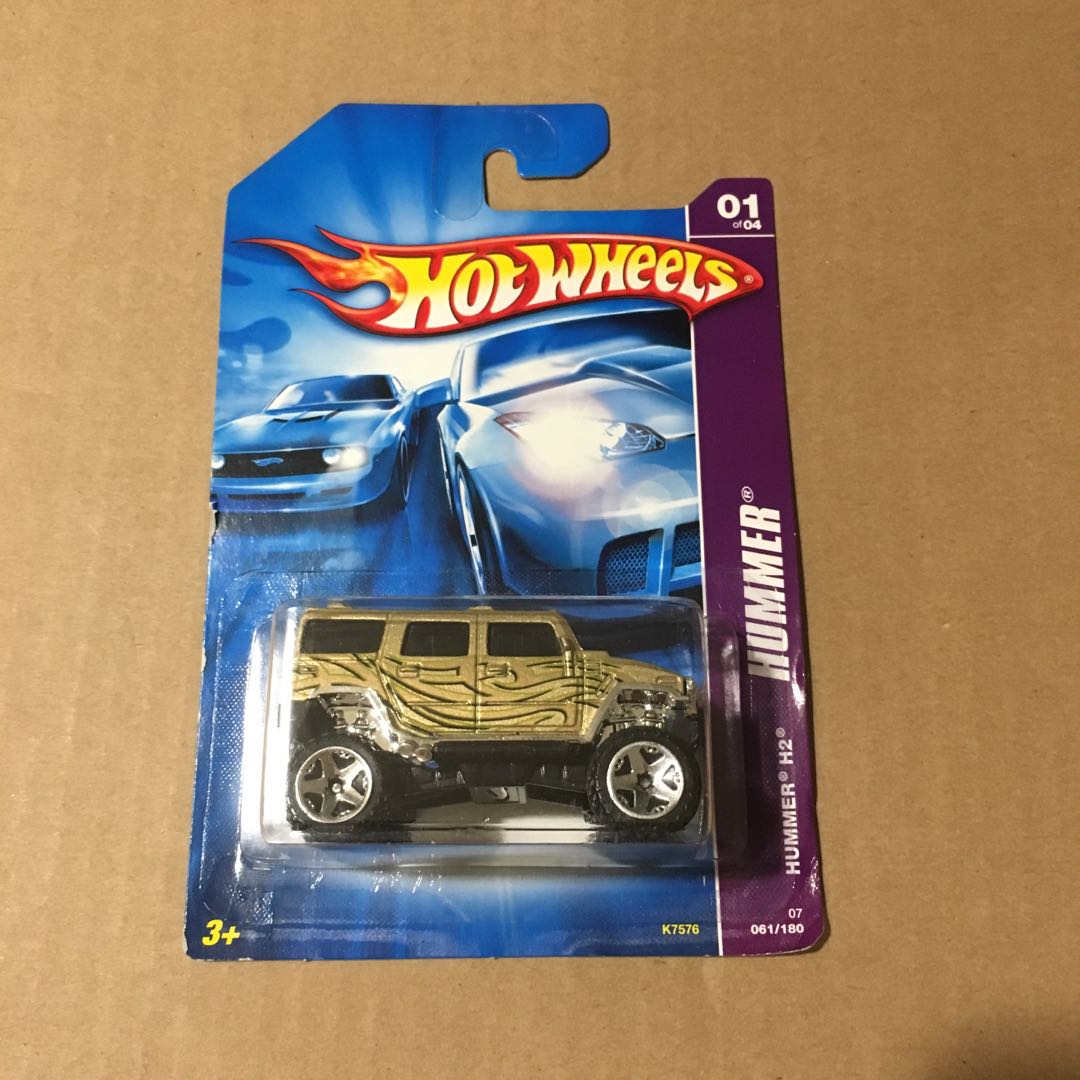 01
of 04
HOT WHEELS®
HUMMER®
HUMMER® H2®
3+
K7576
07
061/180